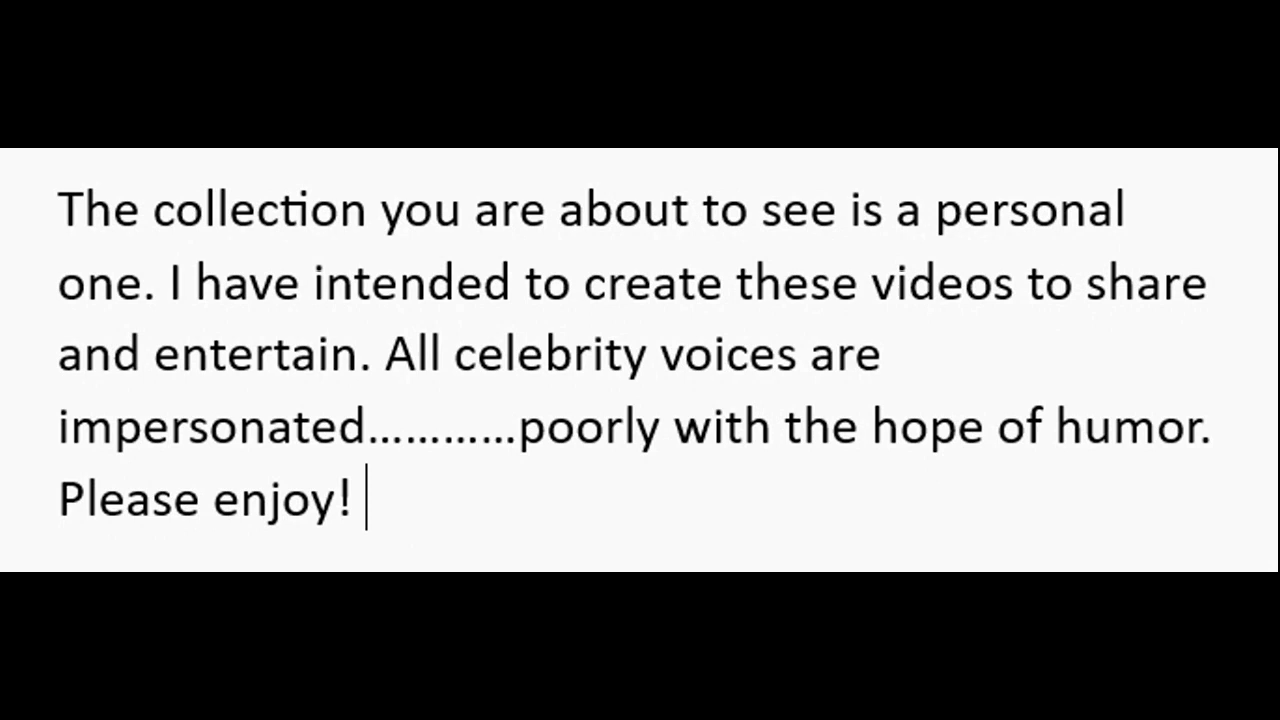 The collection you are about to see is a personal
one. I have intended to create these videos to share
and entertain. All celebrity voices are
impersonated…………poorly with the hope of humor.
Please enjoy!